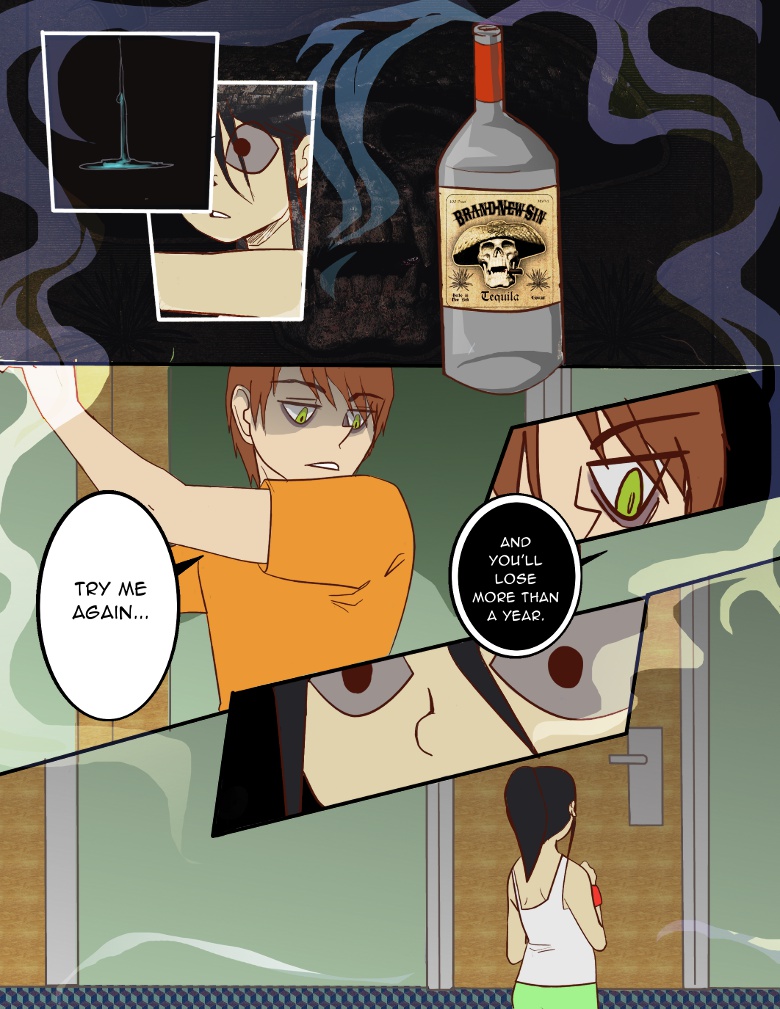 BRAND NEW SIN
Tequila
TRY ME
AGAIN...
AND
YOU'LL
LOSE
MORE THAN
A YEAR.